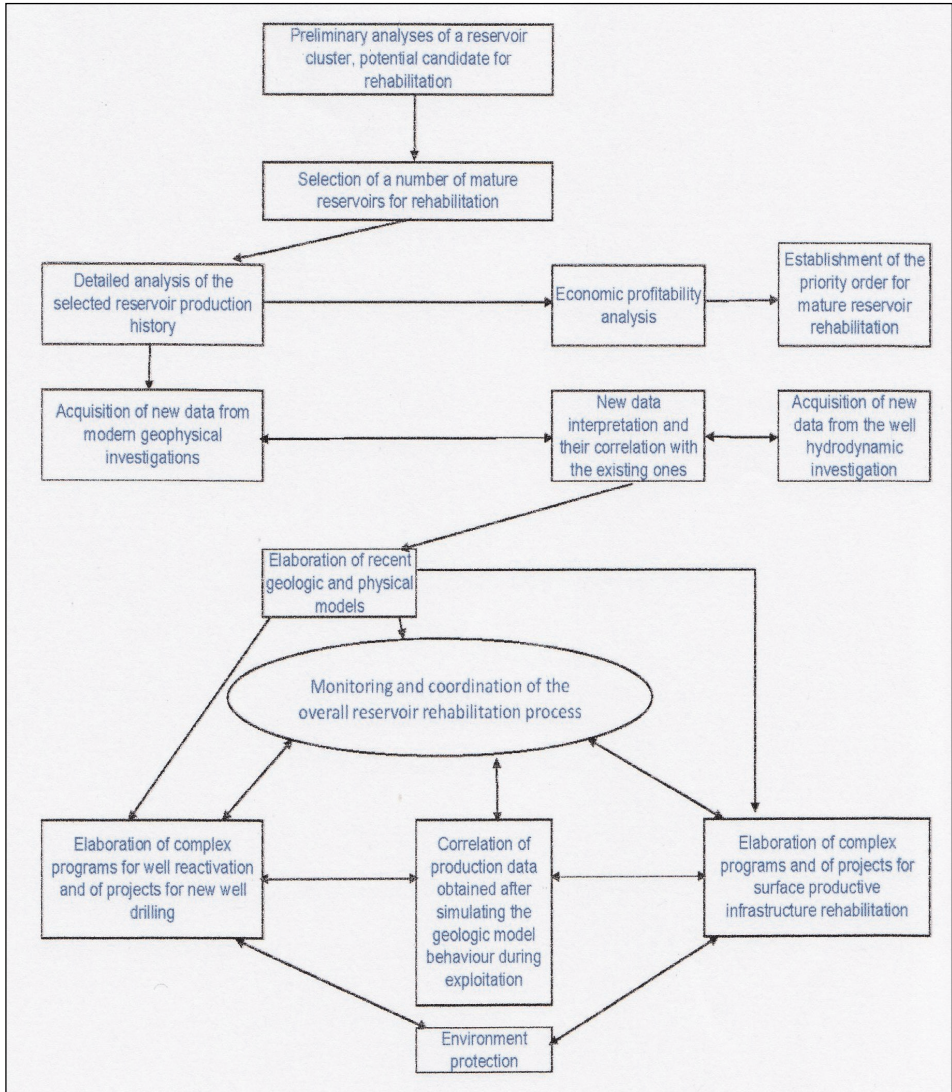 Preliminary analyses of a reservoir
cluster, potential candidate for
rehabilitation
Selection of a number of mature
reservoirs for rehabilitation
Detailed analysis of the
selected reservoir production
history
Economic profitability
analysis
Establishment of the
priority order for
mature reservoir
rehabilitation
Acquisition of new data from
modern geophysical
investigations
New data
interpretation and
their correlation with
the existing ones
Acquisition of new
data from the well
hydrodynamic
investigation
Elaboration of recent
geologic and physical
models
Monitoring and coordination of the
overall reservoir rehabilitation process
Elaboration of complex
programs for well reactivation
and of projects for new well
drilling
Correlation of
production data
obtained after
simulating the
geologic model
behaviour during
exploitation
Elaboration of complex
programs and of projects for
surface productive
infrastructure rehabilitation
Environment
protection